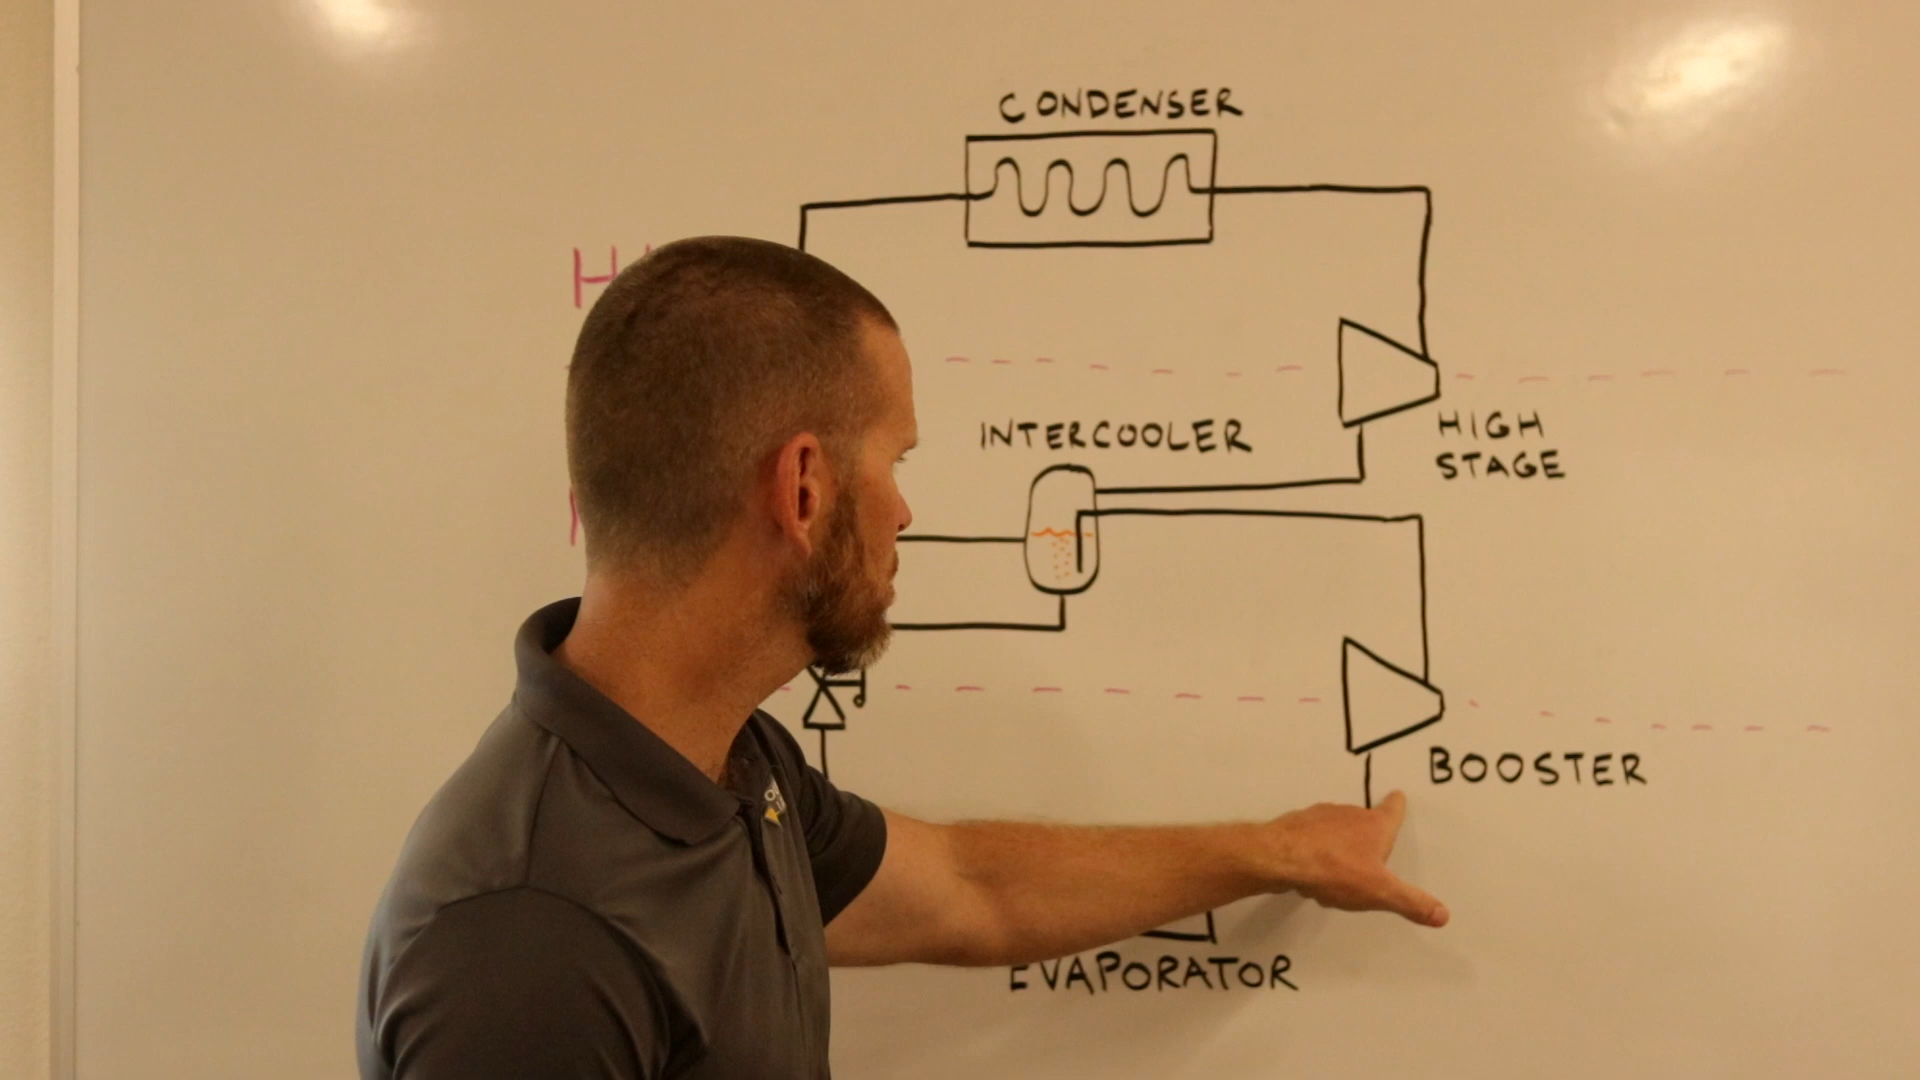 CONDENSER
INTERCOOLER
HIGH
STAGE
BOOSTER
EVAPORATOR